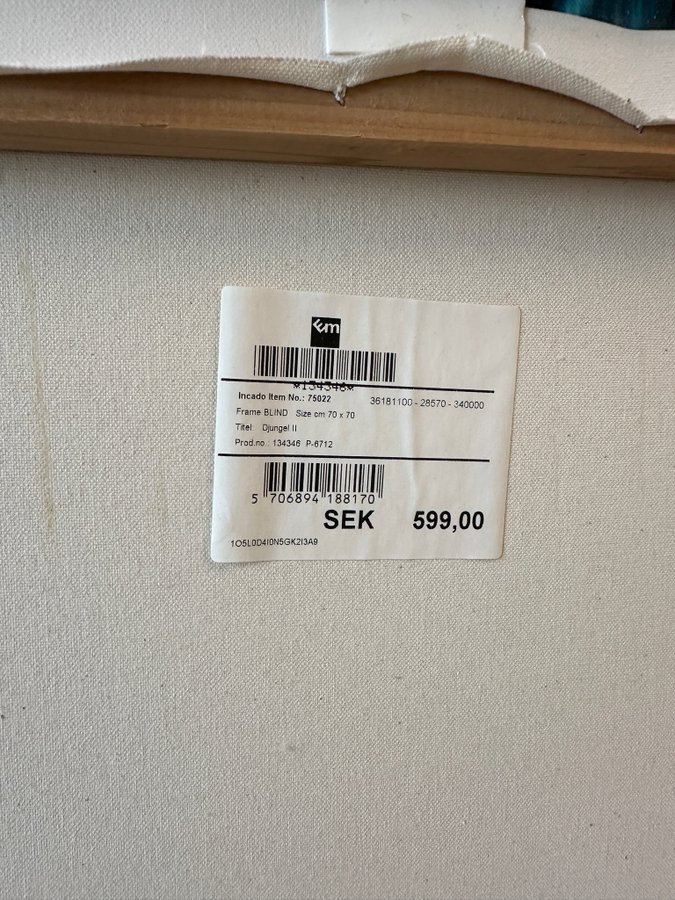 Em
*134346*
Incado Item No.: 75022 36181100 - 28570 - 340000
Frame BLIND Size cm 70 x 70
Titel: Djungel II
Prod.no.: 134346 P-6712
5 706894 188170
SEK 599,00
1O5L0D4I0N5GK2I3A9